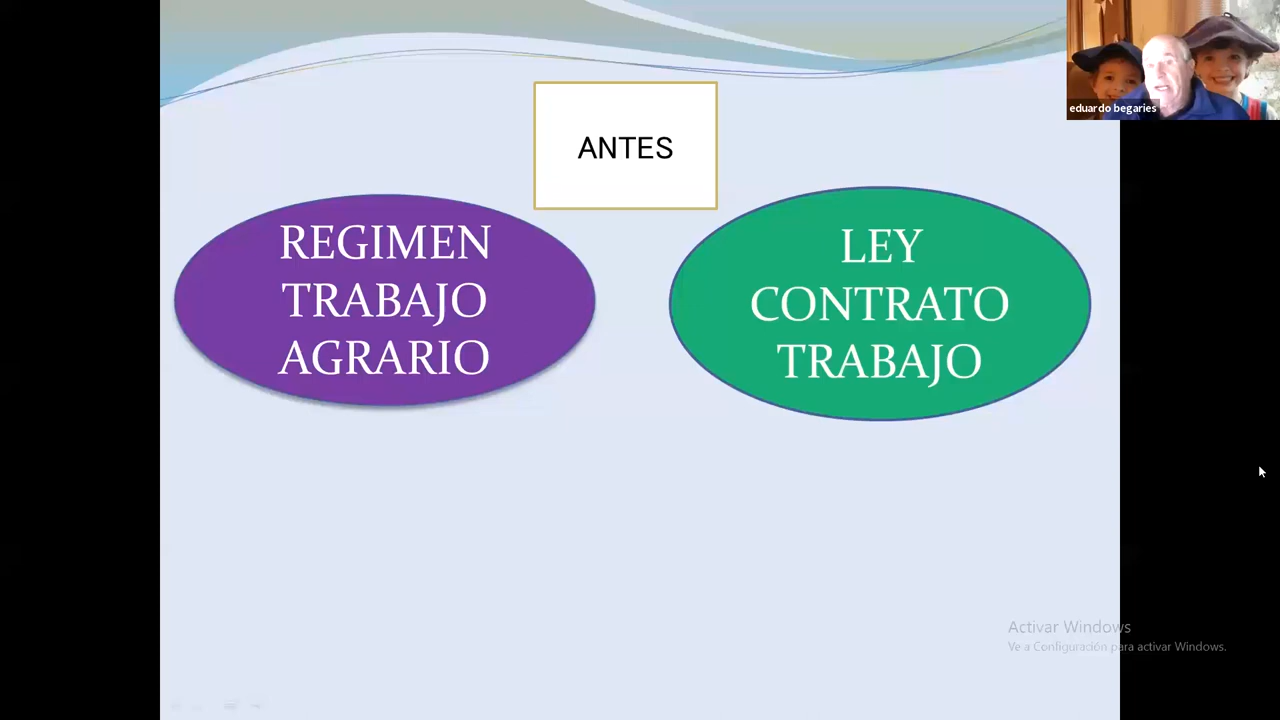 eduardo begaries
ANTES
REGIMEN
TRABAJO
AGRARIO
LEY
CONTRATO
TRABAJO
Activar Windows
Ve a Configuración para activar Windows.